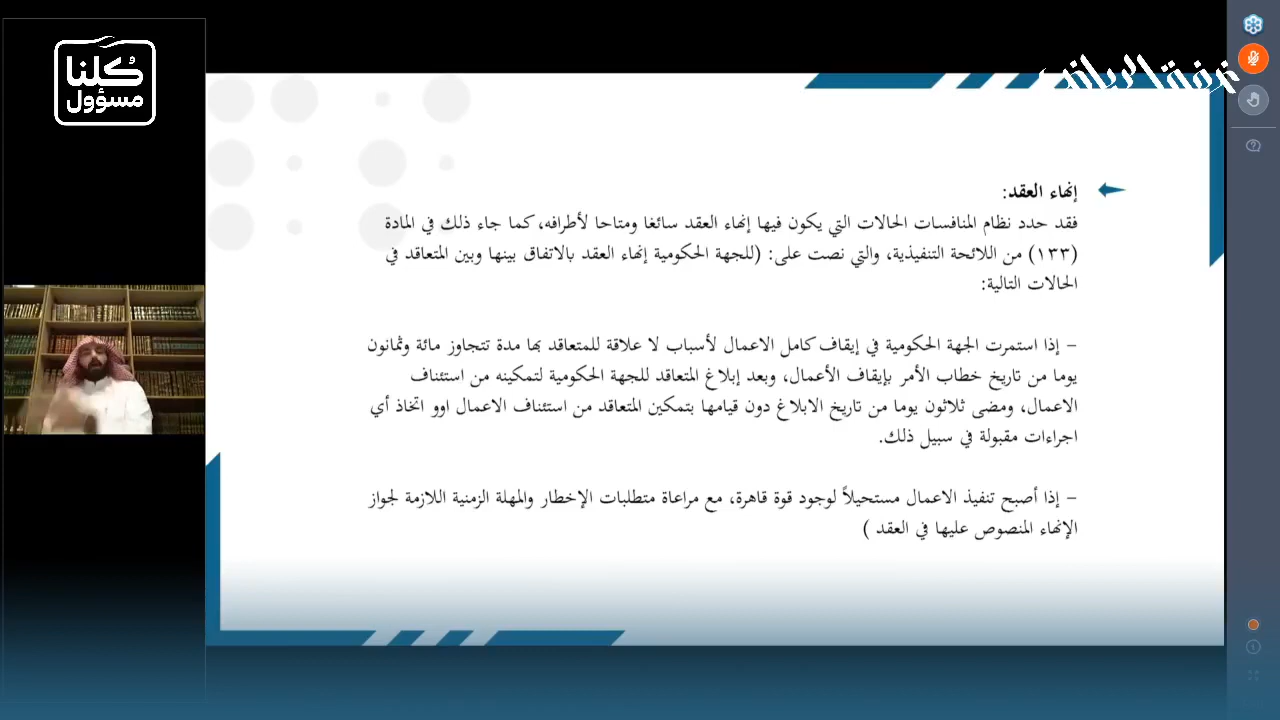 كُلنا
مسؤول
غرفة الرياض
إنهاء العقد:
فقد حدد نظام المنافسات الحالات التي يكون فيها إنهاء العقد سائغا ومتاحا لأطرافه، كما جاء ذلك في المادة
(١٣٣) من اللائحة التنفيذية، والتي نصت على: (للجهة الحكومية إنهاء العقد بالاتفاق بينها وبين المتعاقد في
الحالات التالية:
– إذا استمرت الجهة الحكومية في إيقاف كامل الاعمال لأسباب لا علاقة للمتعاقد بها مدة تتجاوز مائة وثمانون
يوما من تاريخ خطاب الأمر بإيقاف الأعمال، وبعد إبلاغ المتعاقد للجهة الحكومية لتمكينه من استئناف
الاعمال، ومضى ثلاثون يوما من تاريخ الابلاغ دون قيامها بتمكين المتعاقد من استئناف الاعمال اوو اتخاذ أي
اجراءات مقبولة في سبيل ذلك.
– إذا أصبح تنفيذ الاعمال مستحيلاً لوجود قوة قاهرة، مع مراعاة متطلبات الإخطار والمهلة الزمنية اللازمة لجواز
الإنهاء المنصوص عليها في العقد )